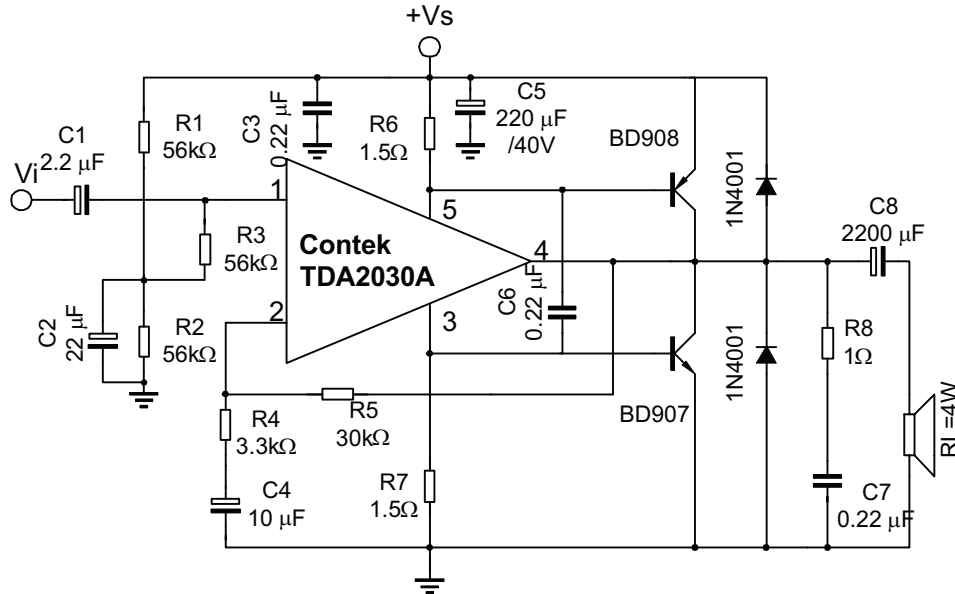 +Vs
C1
2.2 μF
Vi
R1
56kΩ
C3
0.22 μF
R6
1.5Ω
C5
220 μF
/40V
BD908
1N4001
C8
2200 μF
1
R3
56kΩ
5
Contek
TDA2030A
4
C2
22 μF
R2
56kΩ
2
3
C6
0.22 μF
R8
1Ω
1N4001
R4
3.3kΩ
R5
30kΩ
BD907
RL=4W
C4
10 μF
R7
1.5Ω
C7
0.22 μF